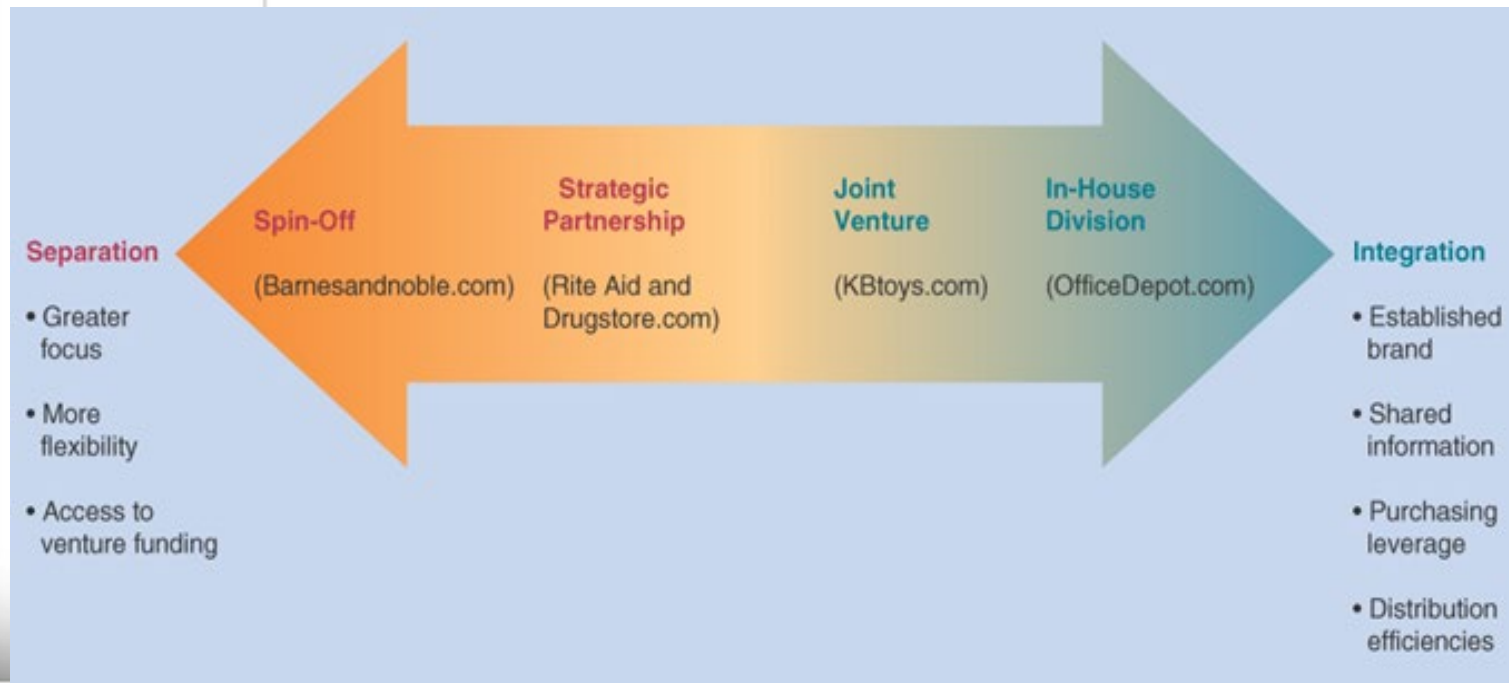 Separation
• Greater
focus
• More
flexibility
• Access to
venture funding
Spin-Off
(Barnesandnoble.com)
Strategic
Partnership
(Rite Aid and
Drugstore.com)
Joint
Venture
(KBtoys.com)
In-House
Division
(OfficeDepot.com)
Integration
• Established
brand
• Shared
information
• Purchasing
leverage
• Distribution
efficiencies